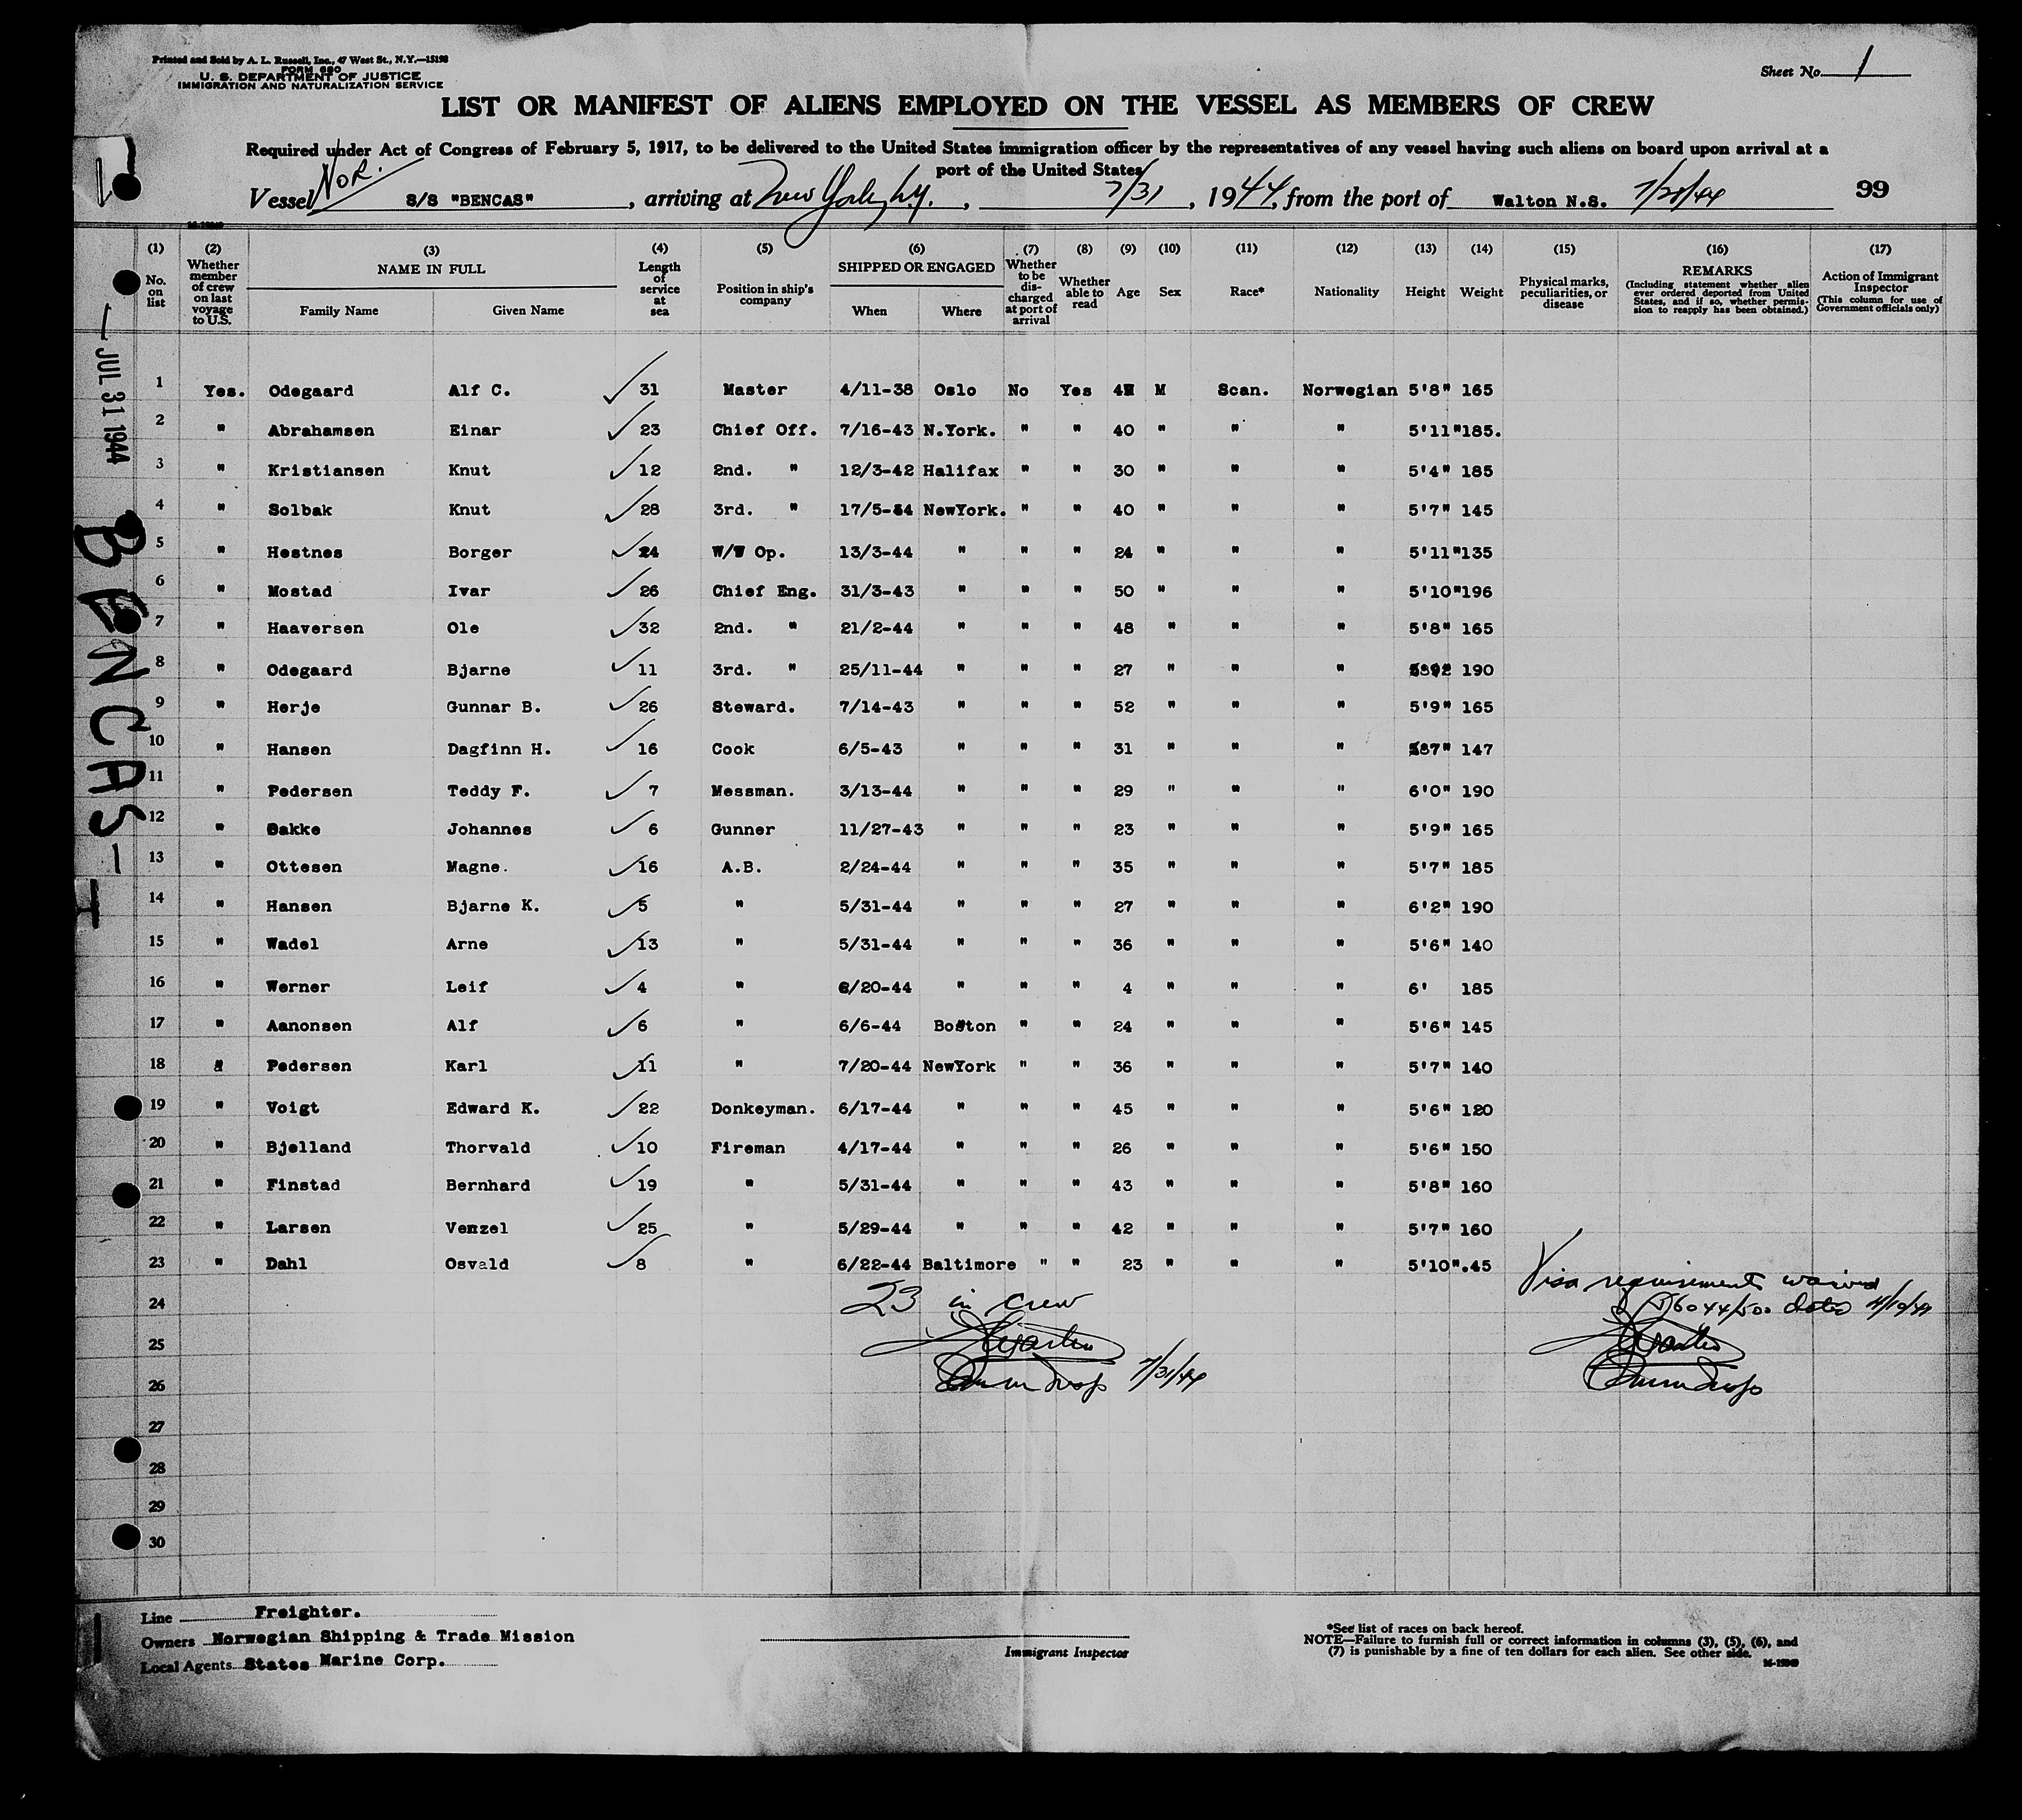 Printed and Sold by A. L. Russell, Inc., 47 West St., N.Y.—15198
FORM 680
U. S. DEPARTMENT OF JUSTICE
IMMIGRATION AND NATURALIZATION SERVICE
Sheet No. 1
LIST OR MANIFEST OF ALIENS EMPLOYED ON THE VESSEL AS MEMBERS OF CREW
Required under Act of Congress of February 5, 1917, to be delivered to the United States immigration officer by the representatives of any vessel having such aliens on board upon arrival at a
port of the United States
Nor.
Vessel S/S "BENCAS", arriving at New York, N.Y., 7/31, 1944, from the port of Walton N.S. 7/28/44 99
(1) (2) (3) (4) (5) (6) (7) (8) (9) (10) (11) (12) (13) (14) (15) (16) (17)
No. on list
Whether member of crew on last voyage to U.S.
NAME IN FULL
Family Name Given Name
Length of service at sea
Position in ship's company
SHIPPED OR ENGAGED
When Where
Whether to be discharged at port of arrival
Whether able to read
Age Sex Race* Nationality Height Weight
Physical marks, peculiarities, or disease
REMARKS
(Including statement whether alien ever ordered deported from United States, and if so, whether permission to reapply has been obtained.)
Action of Immigrant Inspector
(This column for use of Government officials only)
1 Yes. Odegaard Alf C. 31 Master 4/11-38 Oslo No Yes M Scan. Norwegian 5'8" 165
2 " Abrahamsen Einar 23 Chief Off. 7/16-43 N.York. " " 40 " " " 5'11" 185.
3 " Kristiansen Knut 12 2nd. " 12/3-42 Halifax " " 30 " " " 5'4" 185
4 " Solbak Knut 28 3rd. " 17/5-44 NewYork. " " 40 " " " 5'7" 145
5 " Hestnes Borger 24 W/W Op. 13/3-44 " " " 24 " " " 5'11" 135
6 " Mostad Ivar 26 Chief Eng. 31/3-43 " " " 50 " " " 5'10" 196
7 " Haaversen Ole 32 2nd. " 21/2-44 " " " 48 " " " 5'8" 165
8 " Odegaard Bjarne 11 3rd. " 25/11-44 " " " 27 " " " 190
9 " Herje Gunnar B. 26 Steward. 7/14-43 " " " 52 " " " 5'9" 165
10 " Hansen Dagfinn H. 16 Cook 6/5-43 " " " 31 " " " 5'7" 147
11 " Pedersen Teddy F. 7 Messman. 3/13-44 " " " 29 " " " 6'0" 190
12 " Bakke Johannes 6 Gunner 11/27-43 " " " 23 " " " 5'9" 165
13 " Ottesen Magne. 16 A.B. 2/24-44 " " " 35 " " " 5'7" 185
14 " Hansen Bjarne K. 5 " 5/31-44 " " " 27 " " " 6'2" 190
15 " Wadel Arne 13 " 5/31-44 " " " 36 " " " 5'6" 140
16 " Werner Leif 4 " 6/20-44 " " " 4 " " " 6' 185
17 " Aanonsen Alf 6 " 6/6-44 Boston " " 24 " " " 5'6" 145
18 " Pedersen Karl 11 " 7/20-44 NewYork " " 36 " " " 5'7" 140
19 " Voigt Edward K. 22 Donkeyman. 6/17-44 " " " 45 " " " 5'6" 120
20 " Bjelland Thorvald 10 Fireman 4/17-44 " " " 26 " " " 5'6" 150
21 " Finstad Bernhard 19 " 5/31-44 " " " 43 " " " 5'8" 160
22 " Larsen Venzel 25 " 5/29-44 " " " 42 " " " 5'7" 160
23 " Dahl Osvald 8 " 6/22-44 Baltimore " " 23 " " " 5'10" .45
24 23 in crew
25
26 7/31/44
27
28
29
30
Visa requirement waived
56044/500 dated
JUL 31 1944
BENCAS - I
Line Freighter.
Owners Norwegian Shipping & Trade Mission
Local Agents States Marine Corp.
Immigrant Inspector
*See list of races on back hereof.
NOTE—Failure to furnish full or correct information in columns (3), (5), (6), and
(7) is punishable by a fine of ten dollars for each alien. See other side.